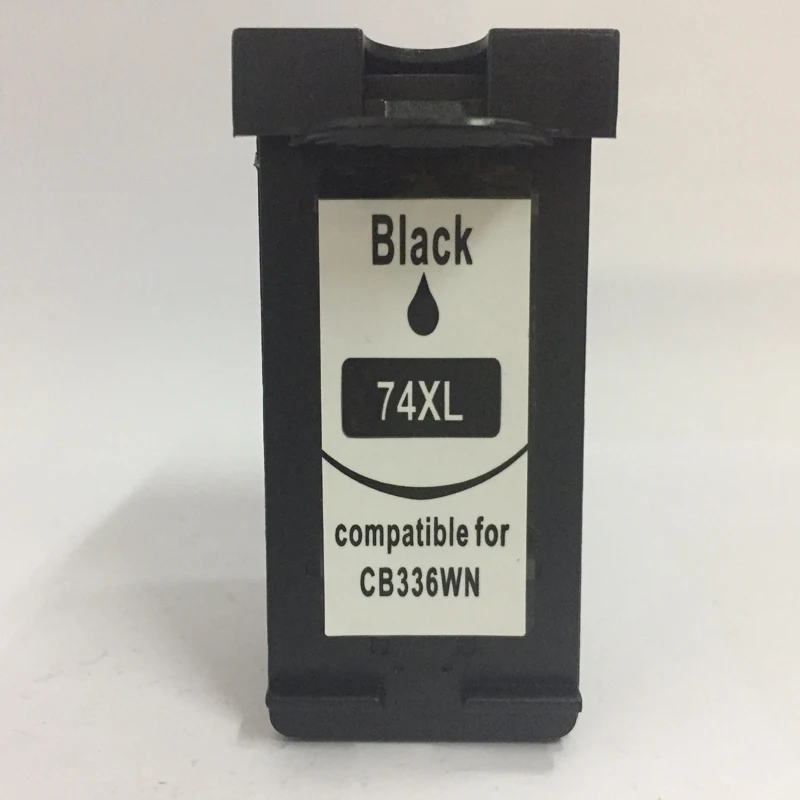 Black
74XL
compatible for
CB336WN